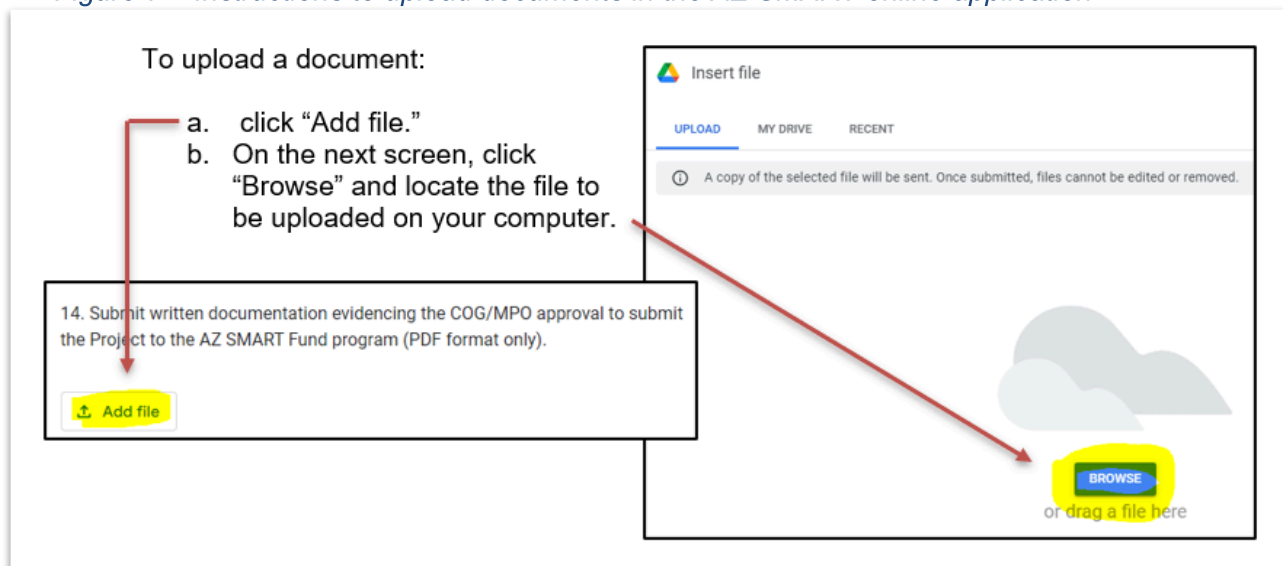 To upload a document:
a. click “Add file.”
b. On the next screen, click
“Browse” and locate the file to
be uploaded on your computer.
14. Submit written documentation evidencing the COG/MPO approval to submit
the Project to the AZ SMART Fund program (PDF format only).
Add file
Insert file
UPLOAD MY DRIVE RECENT
A copy of the selected file will be sent. Once submitted, files cannot be edited or removed.
BROWSE
or drag a file here